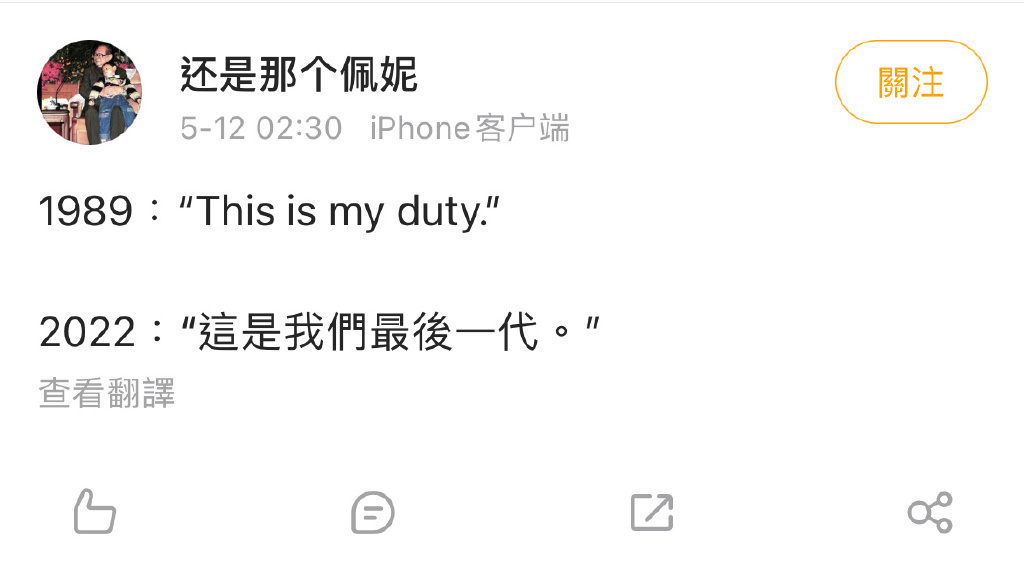 还是那个佩妮
5-12 02:30 iPhone客户端
關注
1989：“This is my duty.”
2022：“這是我們最後一代。”
查看翻譯